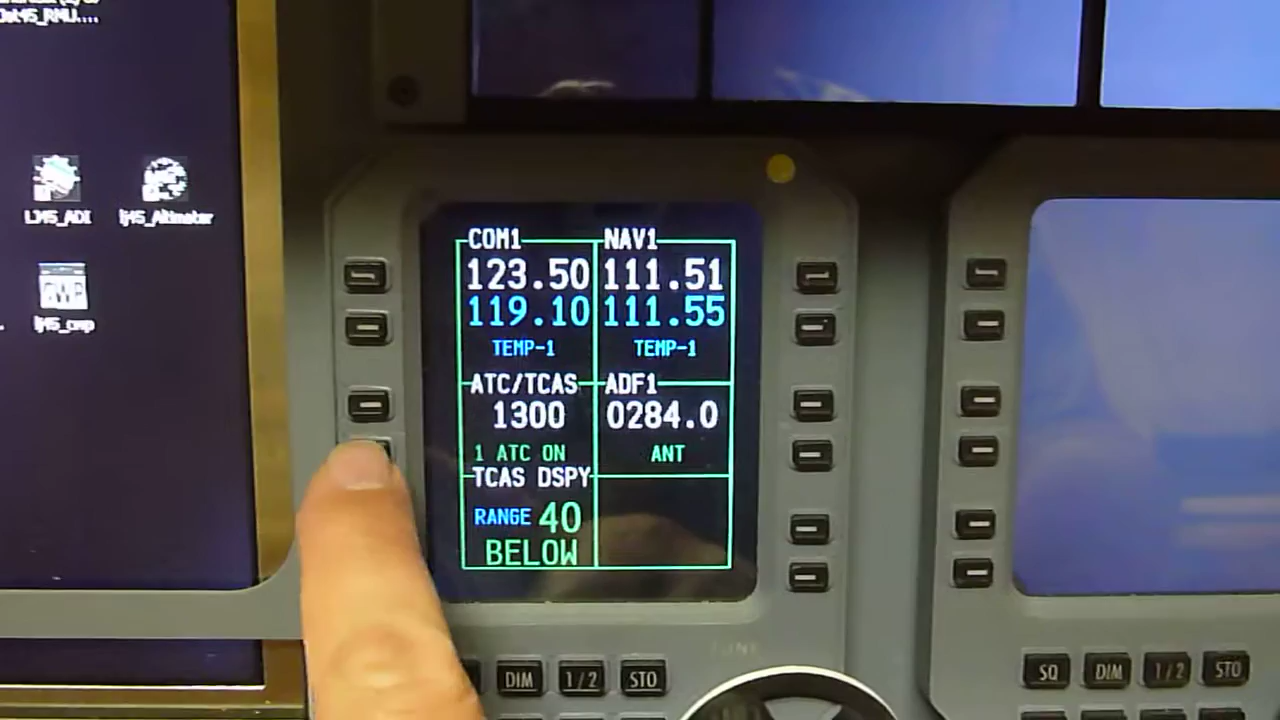 COM1 NAV1
123.50 111.51
119.10 111.55
TEMP-1 TEMP-1
ATC/TCAS ADF1
1300 0284.0
1 ATC ON ANT
TCAS DSPY
RANGE 40
BELOW
DIM 1/2 STO
SQ DIM 1/2 STO
TUNE
L345_ADI lj45_Altimeter
lj45_cmp